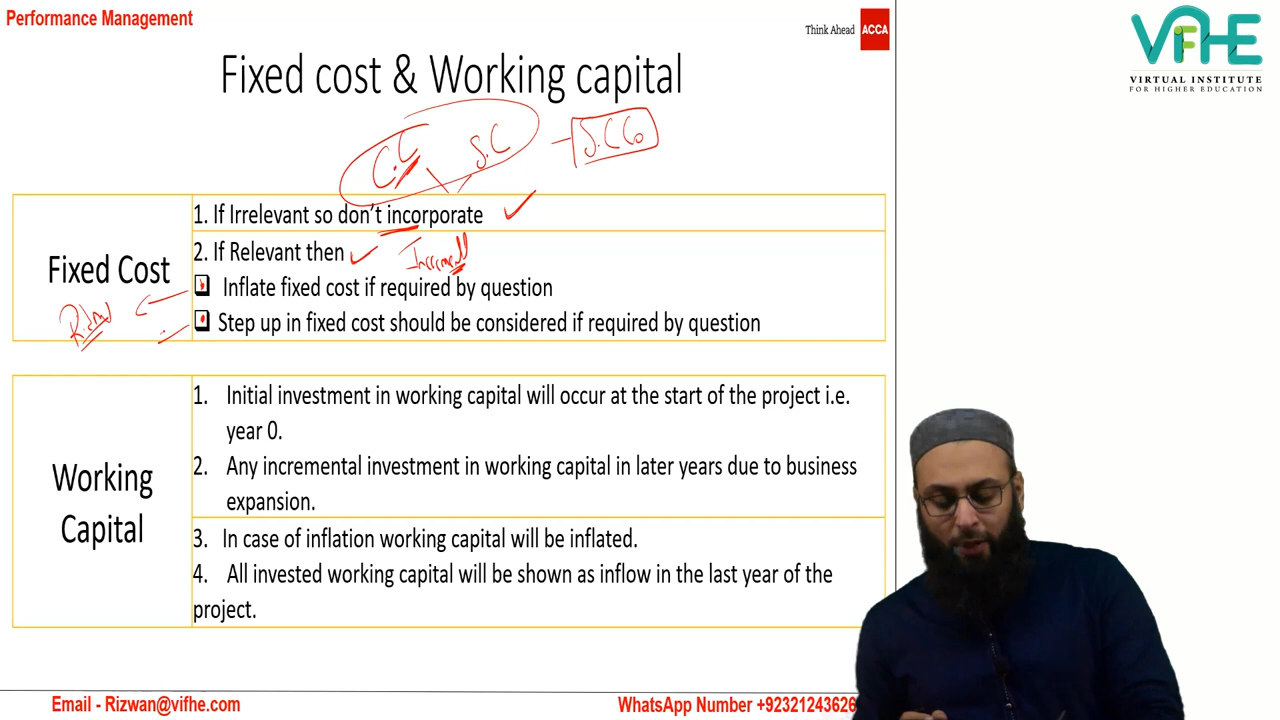 Performance Management
Think Ahead ACCA
VIFHE
VIRTUAL INSTITUTE
FOR HIGHER EDUCATION
Fixed cost & Working capital
C.C S.C
Fixed Cost
1. If Irrelevant so don't incorporate
2. If Relevant then
Inflate fixed cost if required by question
Step up in fixed cost should be considered if required by question
Working
Capital
1. Initial investment in working capital will occur at the start of the project i.e.
year 0.
2. Any incremental investment in working capital in later years due to business
expansion.
3. In case of inflation working capital will be inflated.
4. All invested working capital will be shown as inflow in the last year of the
project.
Email - Rizwan@vifhe.com
WhatsApp Number +92321243626